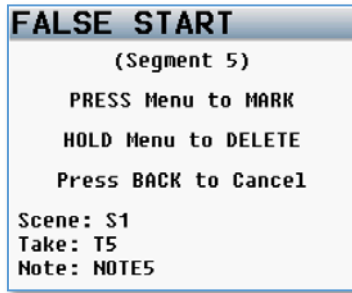 FALSE START
(Segment 5)
PRESS Menu to MARK
HOLD Menu to DELETE
Press BACK to Cancel
Scene: S1
Take: T5
Note: NOTE5